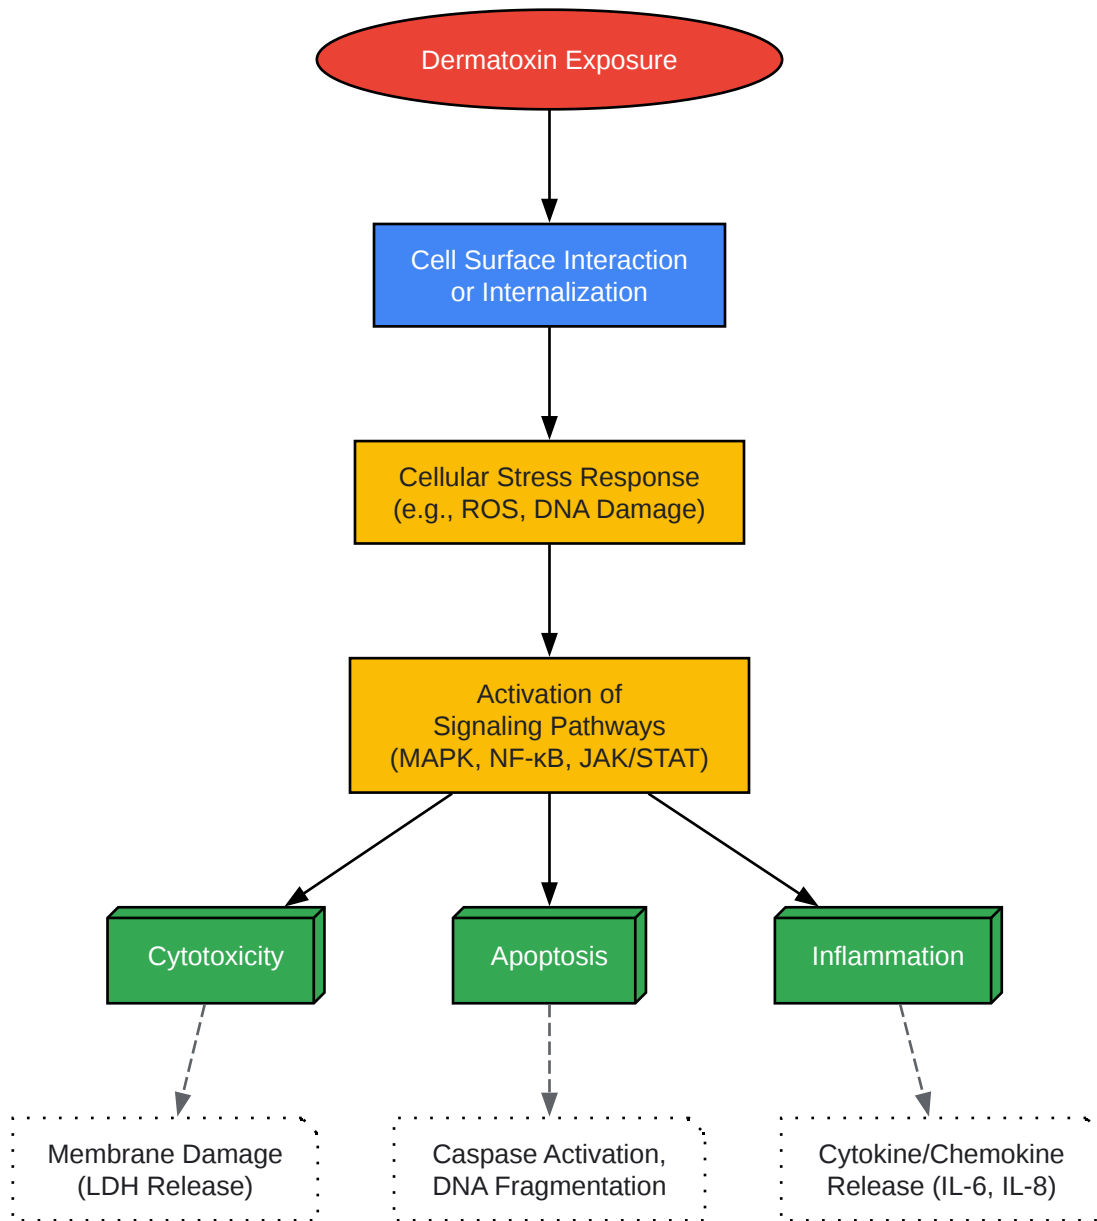 Dermatoxin Exposure
Cell Surface Interaction
or Internalization
Cellular Stress Response
(e.g., ROS, DNA Damage)
Activation of
Signaling Pathways
(MAPK, NF-κB, JAK/STAT)
Cytotoxicity
Apoptosis
Inflammation
Membrane Damage
(LDH Release)
Caspase Activation,
DNA Fragmentation
Cytokine/Chemokine
Release (IL-6, IL-8)